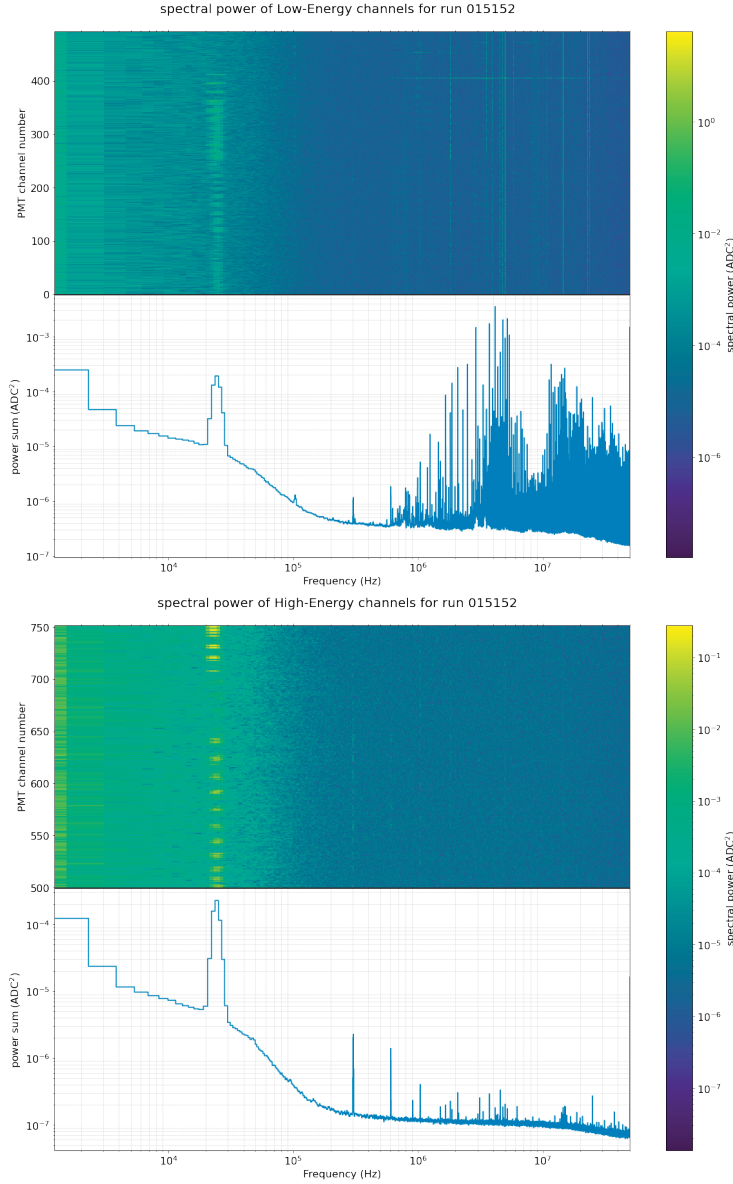 spectral power of Low-Energy channels for run 015152
400
300
200
100
0
PMT channel number
10⁰
10⁻²
10⁻⁴
10⁻⁶
spectral power (ADC²)
10⁻³
10⁻⁴
10⁻⁵
10⁻⁶
10⁻⁷
power sum (ADC²)
10⁴ 10⁵ 10⁶ 10⁷
Frequency (Hz)
spectral power of High-Energy channels for run 015152
750
700
650
600
550
500
PMT channel number
10⁻¹
10⁻²
10⁻³
10⁻⁴
10⁻⁵
10⁻⁶
10⁻⁷
spectral power (ADC²)
10⁻⁴
10⁻⁵
10⁻⁶
10⁻⁷
power sum (ADC²)
10⁴ 10⁵ 10⁶ 10⁷
Frequency (Hz)